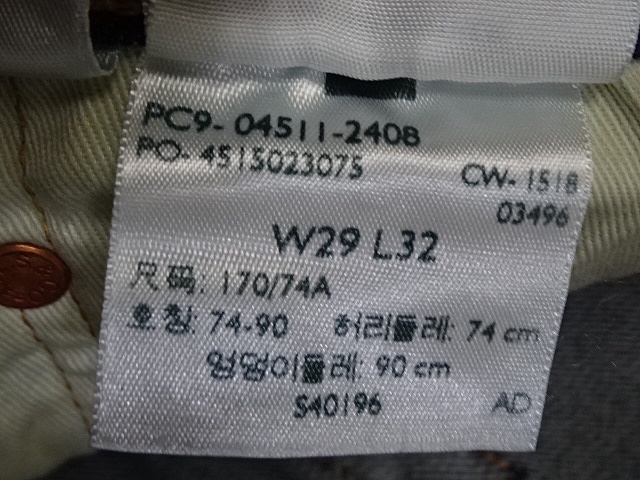 PC9- 04511-2408
PO- 4515023075
CW- 1518
03496
W29 L32
尺码: 170/74A
호칭: 74-90 허리둘레: 74 cm
엉덩이둘레: 90 cm
S40196 AD